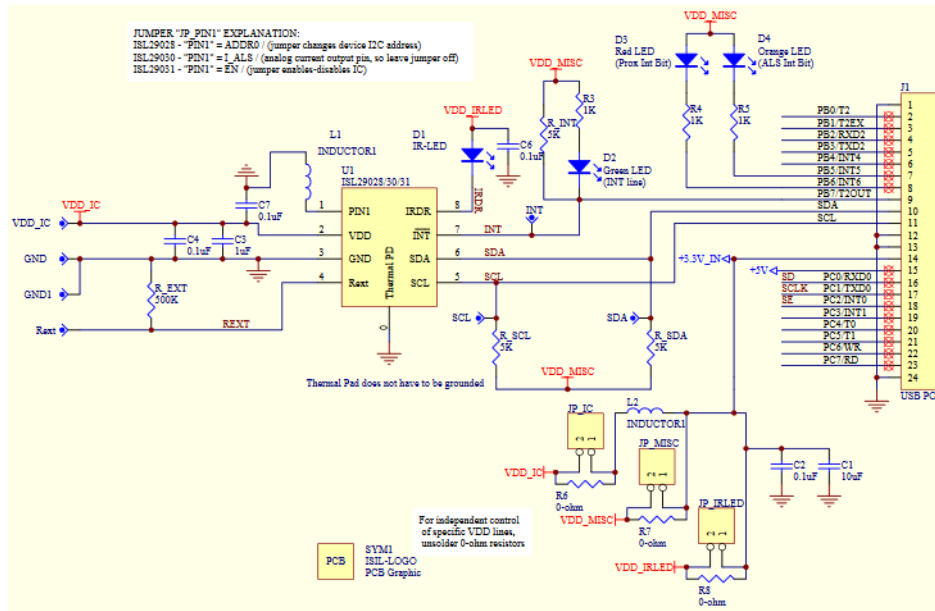 JUMPER "JP_PIN1" EXPLANATION:
ISL29028 - "PIN1" = ADDR0 / (jumper changes device I2C address)
ISL29030 - "PIN1" = I_ALS / (analog current output pin, so leave jumper off)
ISL29031 - "PIN1" = EN / (jumper enables-disables IC)
VDD_MISC
D3
Red LED
(Prox Int Bit)
D4
Orange LED
(ALS Int Bit)
R4
1K
R5
1K
VDD_MISC
R_INT
5K
R3
1K
D2
Green LED
(INT line)
VDD_IRLED
D1
IR-LED
C6
0.1uF
IRDR
L1
INDUCTOR1
U1
ISL29028/30/31
C7
0.1uF
1
PIN1
IRDR
8
2
VDD
INT
7
3
GND
SDA
6
4
Rext
SCL
5
Thermal PD
0
INT
INT
SDA
SCL
VDD_IC
VDD_IC
C4
0.1uF
C3
1uF
GND
GND1
R_EXT
500K
Rext
REXT
SCL
SDA
R_SCL
5K
R_SDA
5K
VDD_MISC
Thermal Pad does not have to be grounded
J1
1
PB0/T2
2
PB1/T2EX
3
PB2/RXD2
4
PB3/TXD2
5
PB4/INT4
6
PB5/INT5
7
PB6/INT6
8
PB7/T2OUT
9
SDA
10
SCL
11
12
13
+3.3V_IN
14
+5V
15
SD
PC0/RXD0
16
SCLK
PC1/TXD0
17
SE
PC2/INT0
18
PC3/INT1
19
PC4/T0
20
PC5/T1
21
PC6/WR
22
PC7/RD
23
24
USB PC
JP_IC
2 1
L2
INDUCTOR1
VDD_IC
R6
0-ohm
JP_MISC
2 1
VDD_MISC
R7
0-ohm
JP_IRLED
2 1
VDD_IRLED
R8
0-ohm
C2
0.1uF
C1
10uF
For independent control
of specific VDD lines,
unsolder 0-ohm resistors
PCB
SYM1
ISIL-LOGO
PCB Graphic